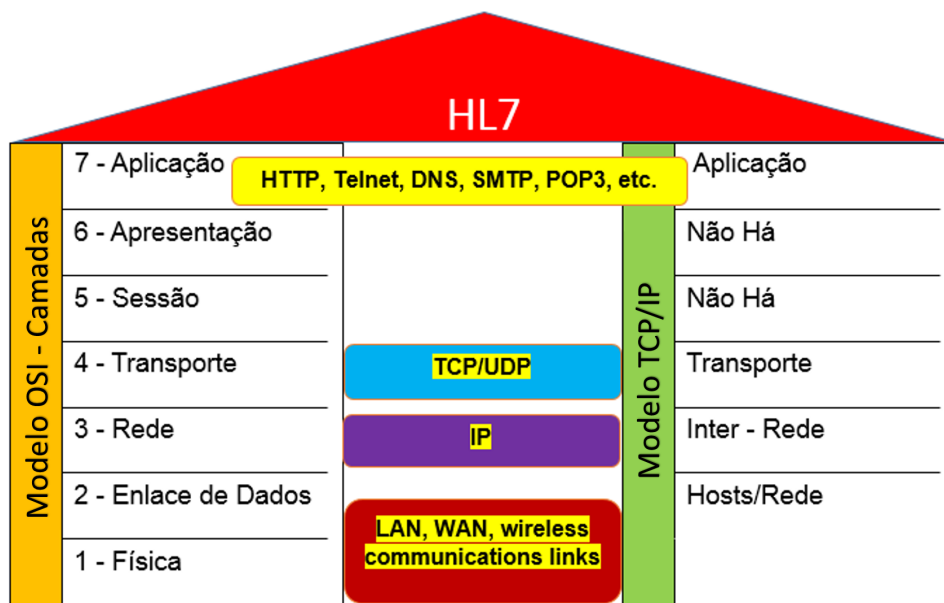 HL7
Modelo OSI - Camadas
7 - Aplicação
HTTP, Telnet, DNS, SMTP, POP3, etc.
Aplicação
6 - Apresentação
Não Há
5 - Sessão
Não Há
4 - Transporte
TCP/UDP
Transporte
3 - Rede
IP
Inter - Rede
2 - Enlace de Dados
LAN, WAN, wireless
communications links
Hosts/Rede
1 - Física
Modelo TCP/IP